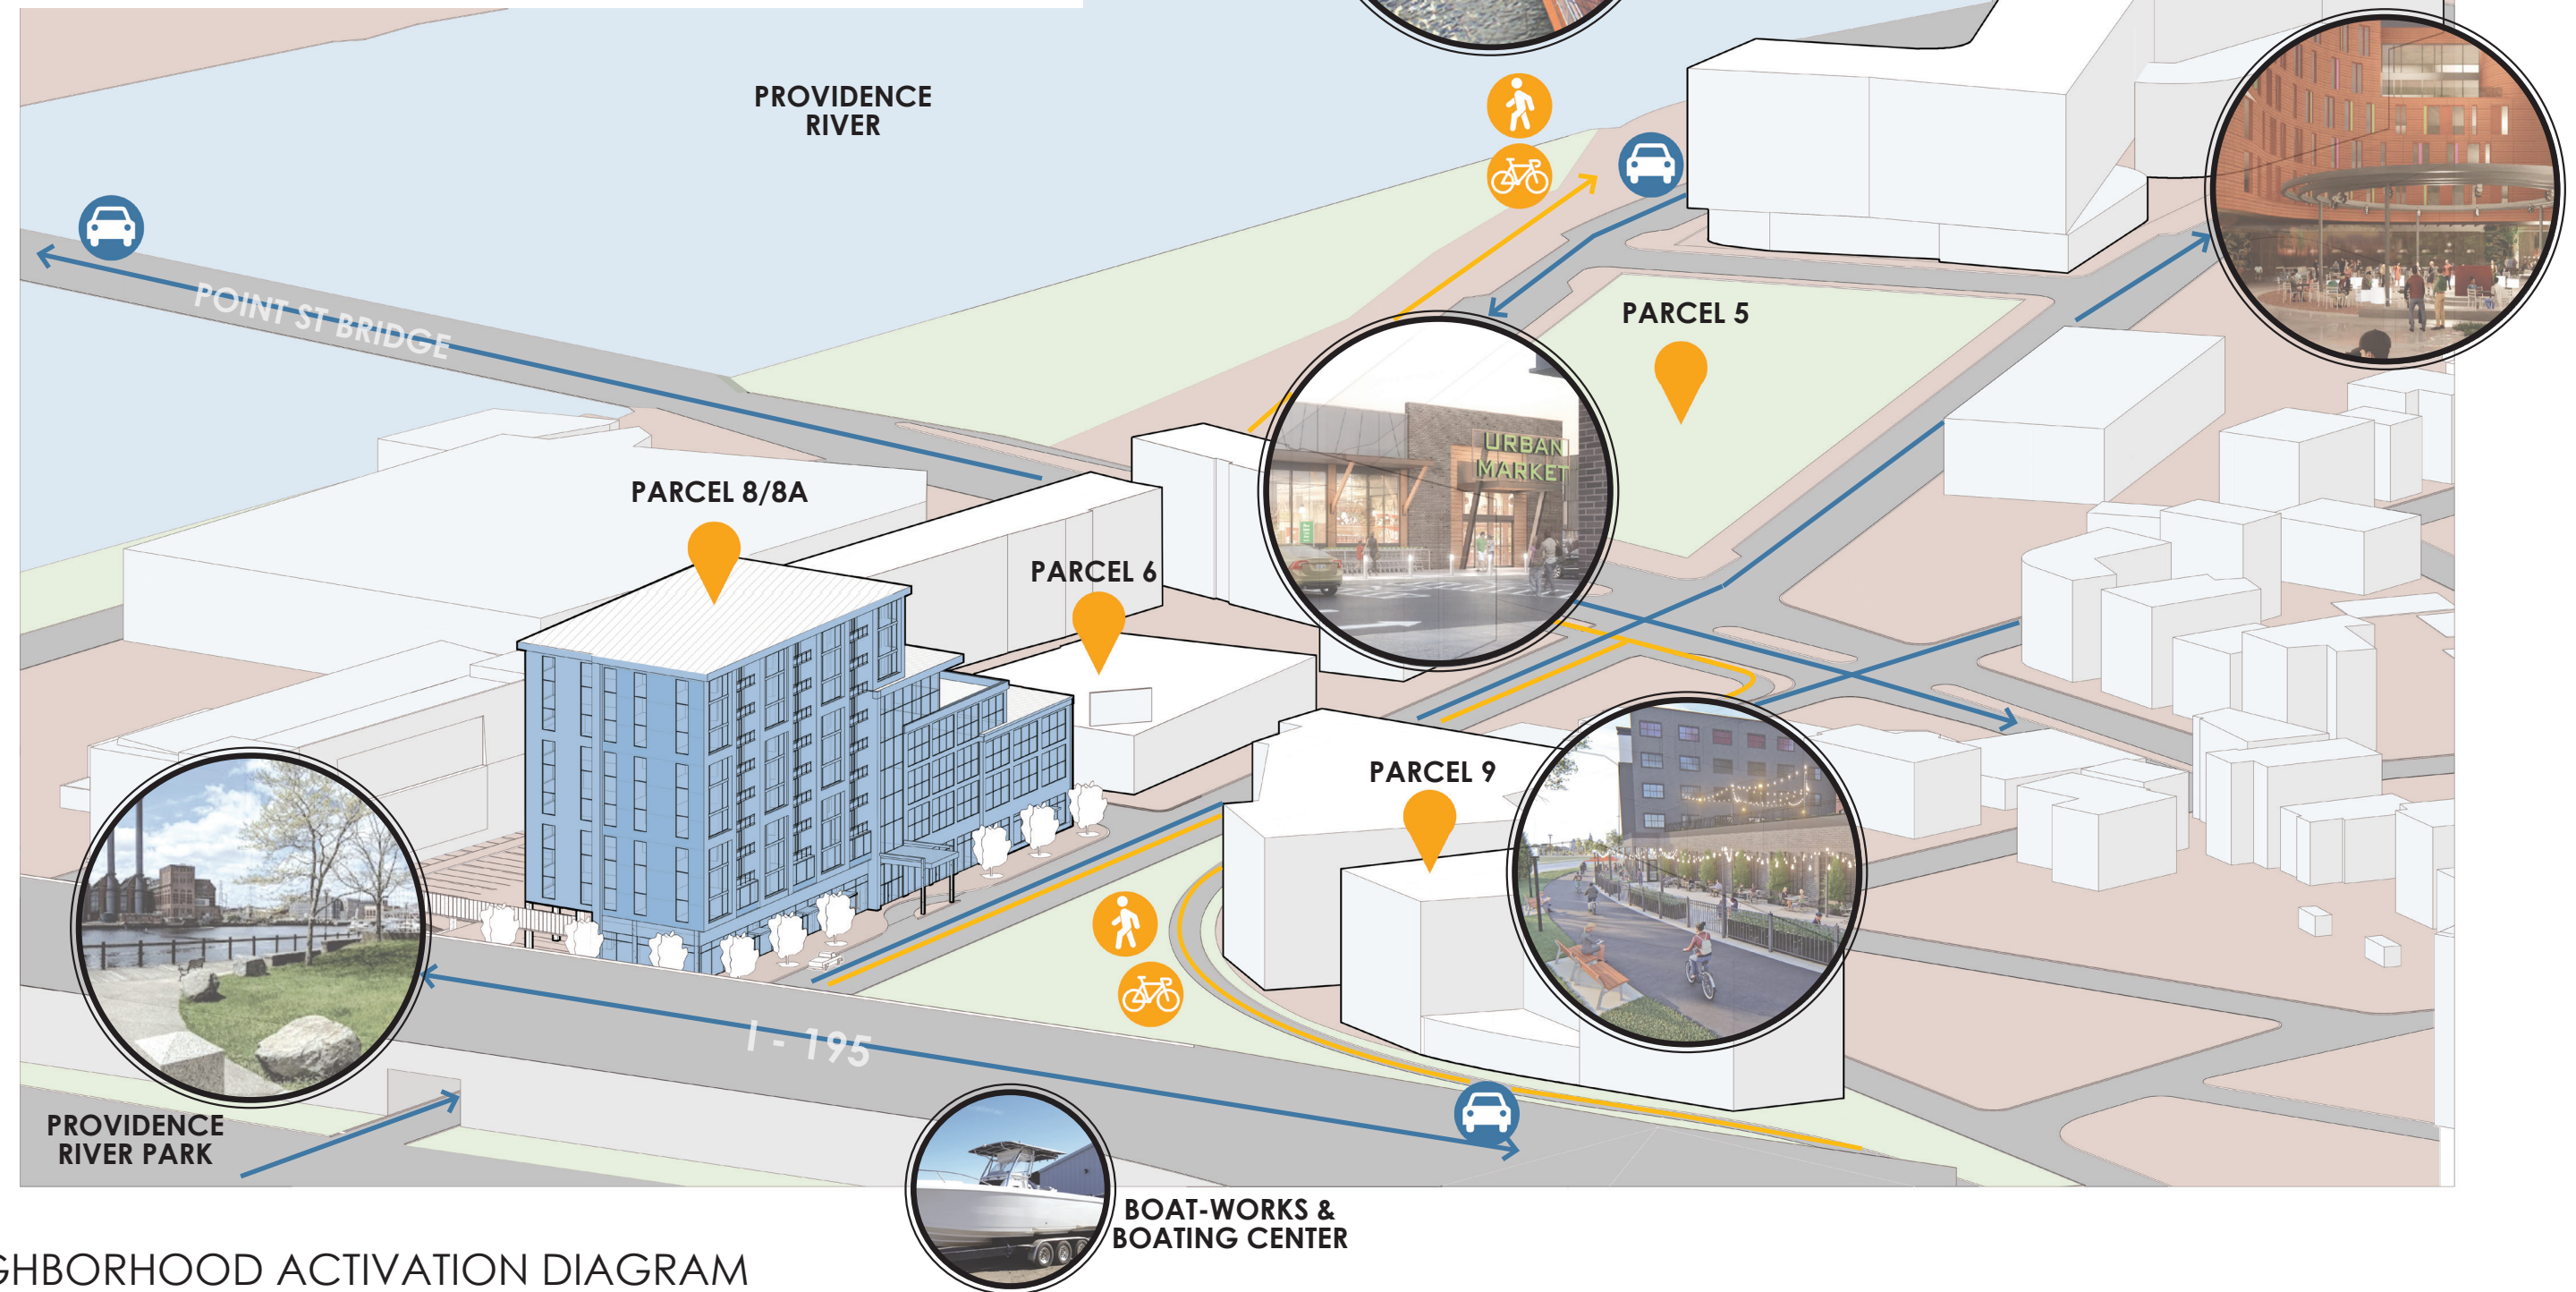 PROVIDENCE
RIVER
POINT ST BRIDGE
PARCEL 5
URBAN
MARKET
PARCEL 8/8A
PARCEL 6
PARCEL 9
I - 195
PROVIDENCE
RIVER PARK
BOAT-WORKS &
BOATING CENTER
GHBORHOOD ACTIVATION DIAGRAM